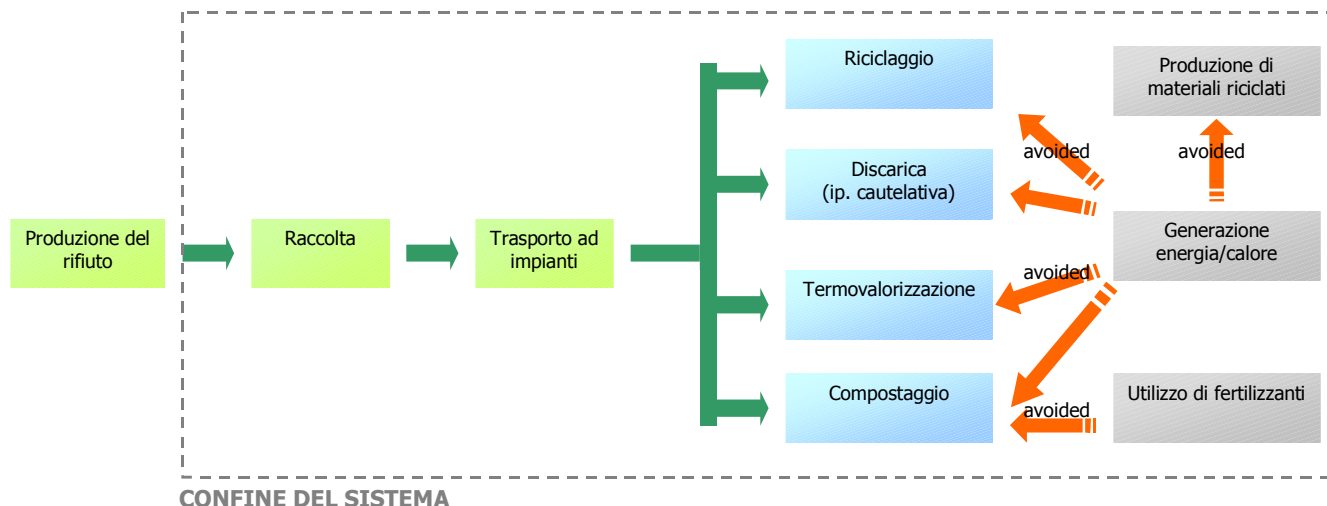 Produzione del
rifiuto
Raccolta
Trasporto ad
impianti
Riciclaggio
Discarica
(ip. cautelativa)
Termovalorizzazione
Compostaggio
avoided
avoided
avoided
avoided
Produzione di
materiali riciclati
Generazione
energia/calore
Utilizzo di fertilizzanti
CONFINE DEL SISTEMA